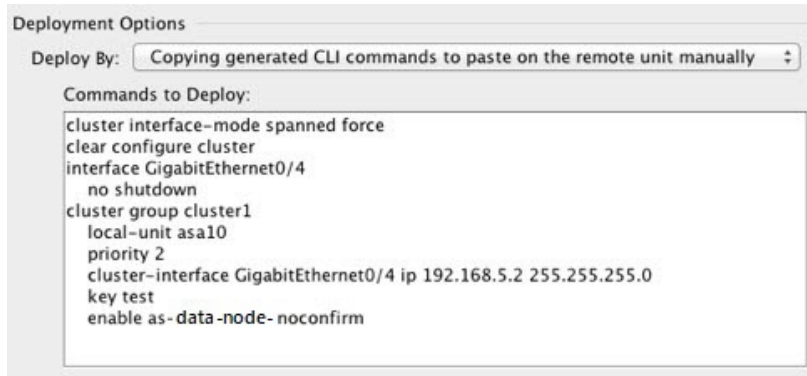 Deployment Options
Deploy By: Copying generated CLI commands to paste on the remote unit manually
Commands to Deploy:
cluster interface-mode spanned force
clear configure cluster
interface GigabitEthernet0/4
no shutdown
cluster group cluster1
local-unit asa10
priority 2
cluster-interface GigabitEthernet0/4 ip 192.168.5.2 255.255.255.0
key test
enable as-data-node-noconfirm